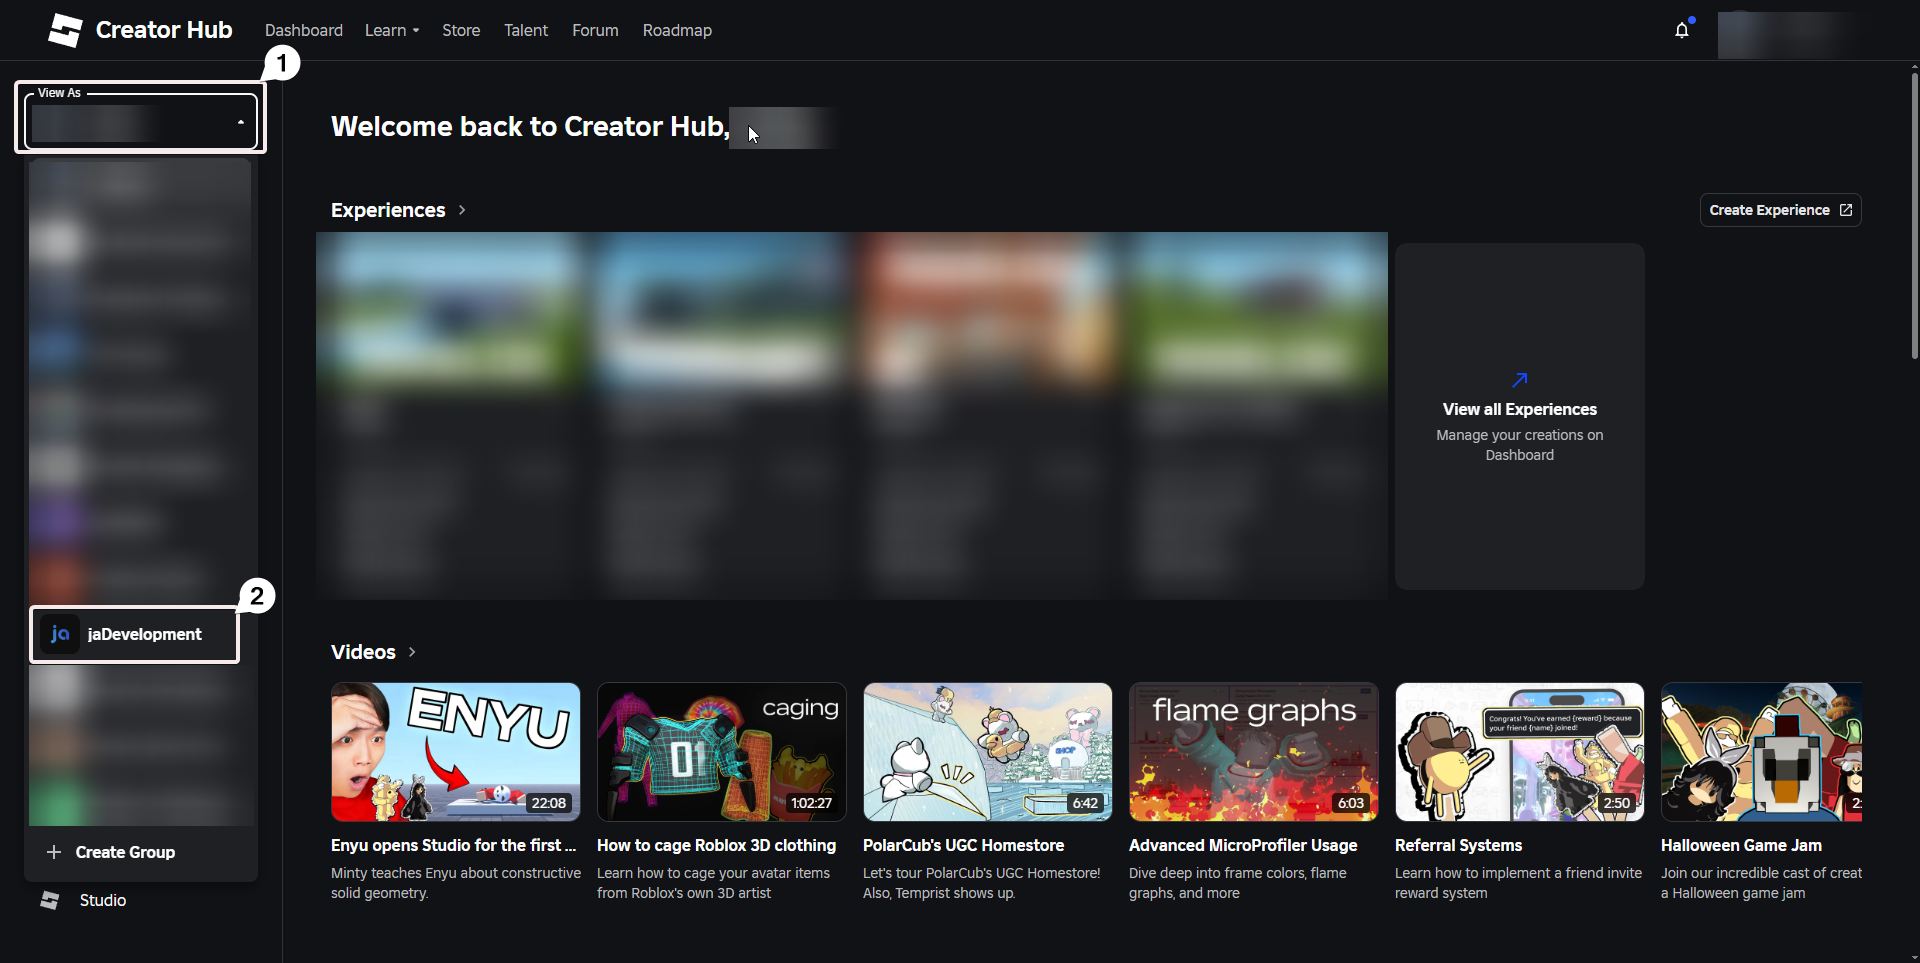 Creator Hub
Dashboard
Learn
Store
Talent
Forum
Roadmap
1
View As
Welcome back to Creator Hub,
Experiences
Create Experience
View all Experiences
Manage your creations on
Dashboard
2
ja
jaDevelopment
Create Group
Studio
Videos
ENYU
22:08
Enyu opens Studio for the first ...
Minty teaches Enyu about constructive
solid geometry.
caging
01
1:02:27
How to cage Roblox 3D clothing
Learn how to cage your avatar items
from Roblox's own 3D artist
SHOP
6:42
PolarCub's UGC Homestore
Let's tour PolarCub's UGC Homestore!
Also, Temprist shows up.
flame graphs
6:03
Advanced MicroProfiler Usage
Dive deep into frame colors, flame
graphs, and more
Congrats! You've earned {reward} because
your friend {name} joined!
2:50
Referral Systems
Learn how to implement a friend invite
reward system
2:
Halloween Game Jam
Join our incredible cast of creat
a Halloween game jam